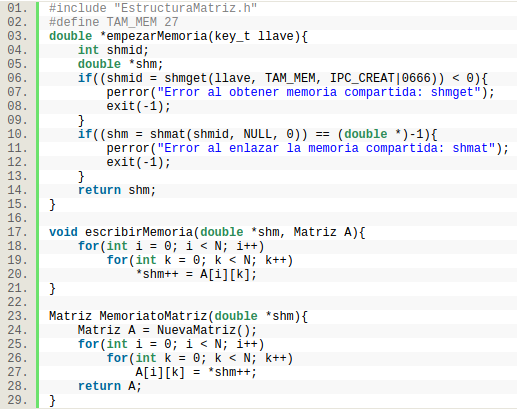 01. #include "EstructuraMatriz.h"
02. #define TAM_MEM 27
03. double *empezarMemoria(key_t llave){
04.     int shmid;
05.     double *shm;
06.     if((shmid = shmget(llave, TAM_MEM, IPC_CREAT|0666)) < 0){
07.         perror("Error al obtener memoria compartida: shmget");
08.         exit(-1);
09.     }
10.     if((shm = shmat(shmid, NULL, 0)) == (double *)-1){
11.         perror("Error al enlazar la memoria compartida: shmat");
12.         exit(-1);
13.     }
14.     return shm;
15. }
16.
17. void escribirMemoria(double *shm, Matriz A){
18.     for(int i = 0; i < N; i++)
19.         for(int k = 0; k < N; k++)
20.             *shm++ = A[i][k];
21. }
22.
23. Matriz MemoriatoMatriz(double *shm){
24.     Matriz A = NuevaMatriz();
25.     for(int i = 0; i < N; i++)
26.         for(int k = 0; k < N; k++)
27.             A[i][k] = *shm++;
28.     return A;
29. }